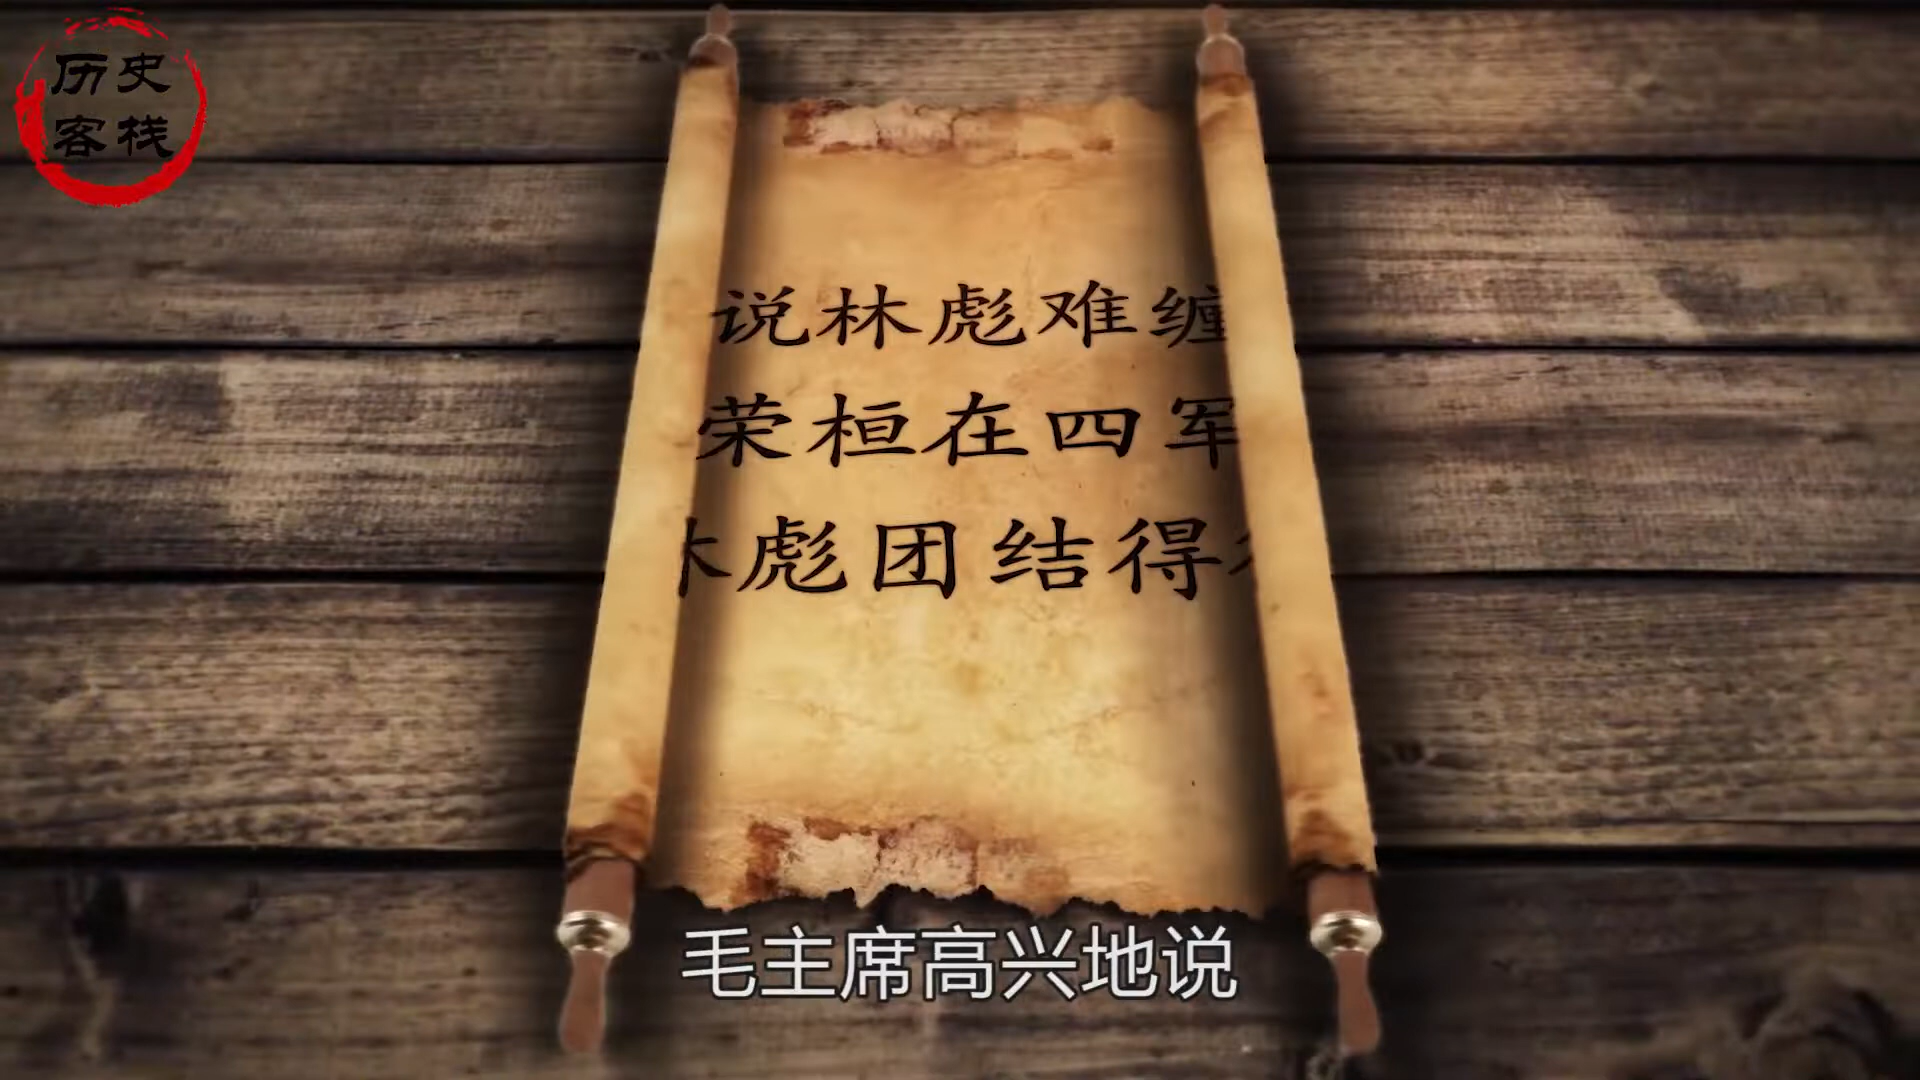 历史
客栈
说林彪难缠
荣桓在四军
林彪团结得
毛主席高兴地说